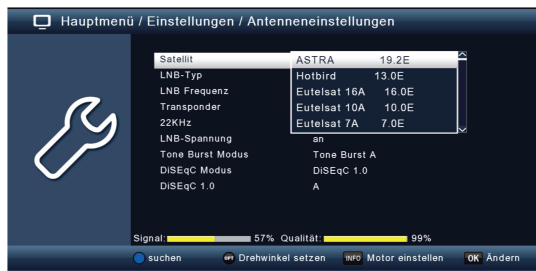 Hauptmenü / Einstellungen / Antenneneinstellungen
Satellit ASTRA 19.2E
LNB-Typ Hotbird 13.0E
LNB Frequenz Eutelsat 16A 16.0E
Transponder Eutelsat 10A 10.0E
22KHz Eutelsat 7A 7.0E
LNB-Spannung an
Tone Burst Modus Tone Burst A
DiSEqC Modus DiSEqC 1.0
DiSEqC 1.0 A
Signal: 57% Qualität: 99%
suchen OPT Drehwinkel setzen INFO Motor einstellen OK Ändern